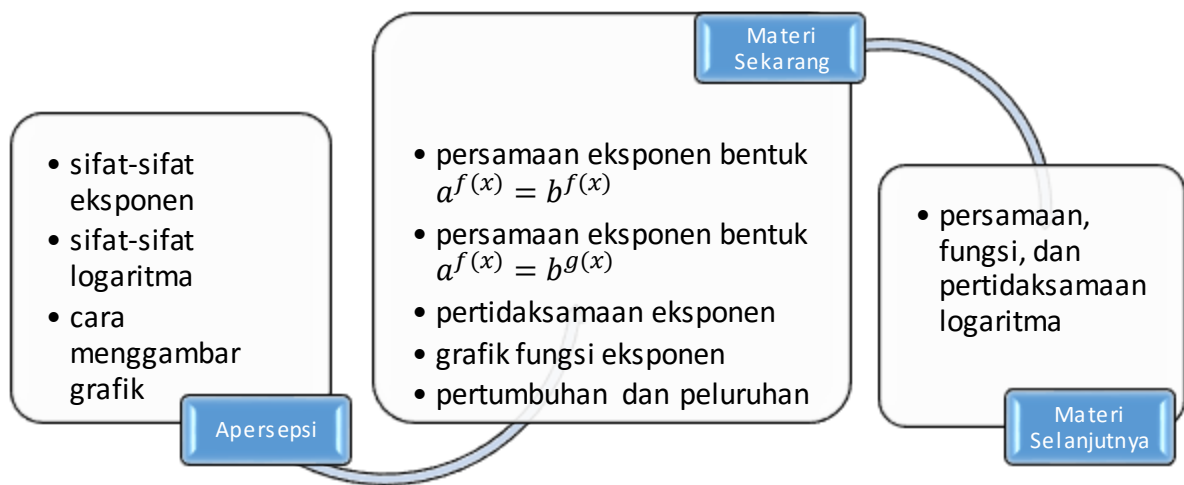 • sifat-sifat
eksponen
• sifat-sifat
logaritma
• cara
menggambar
grafik
Apersepsi
Materi
Sekarang
• persamaan eksponen bentuk
𝑎^{𝑓(𝑥)} = 𝑏^{𝑓(𝑥)}
• persamaan eksponen bentuk
𝑎^{𝑓(𝑥)} = 𝑏^{𝑔(𝑥)}
• pertidaksamaan eksponen
• grafik fungsi eksponen
• pertumbuhan dan peluruhan
• persamaan,
fungsi, dan
pertidaksamaan
logaritma
Materi
Selanjutnya